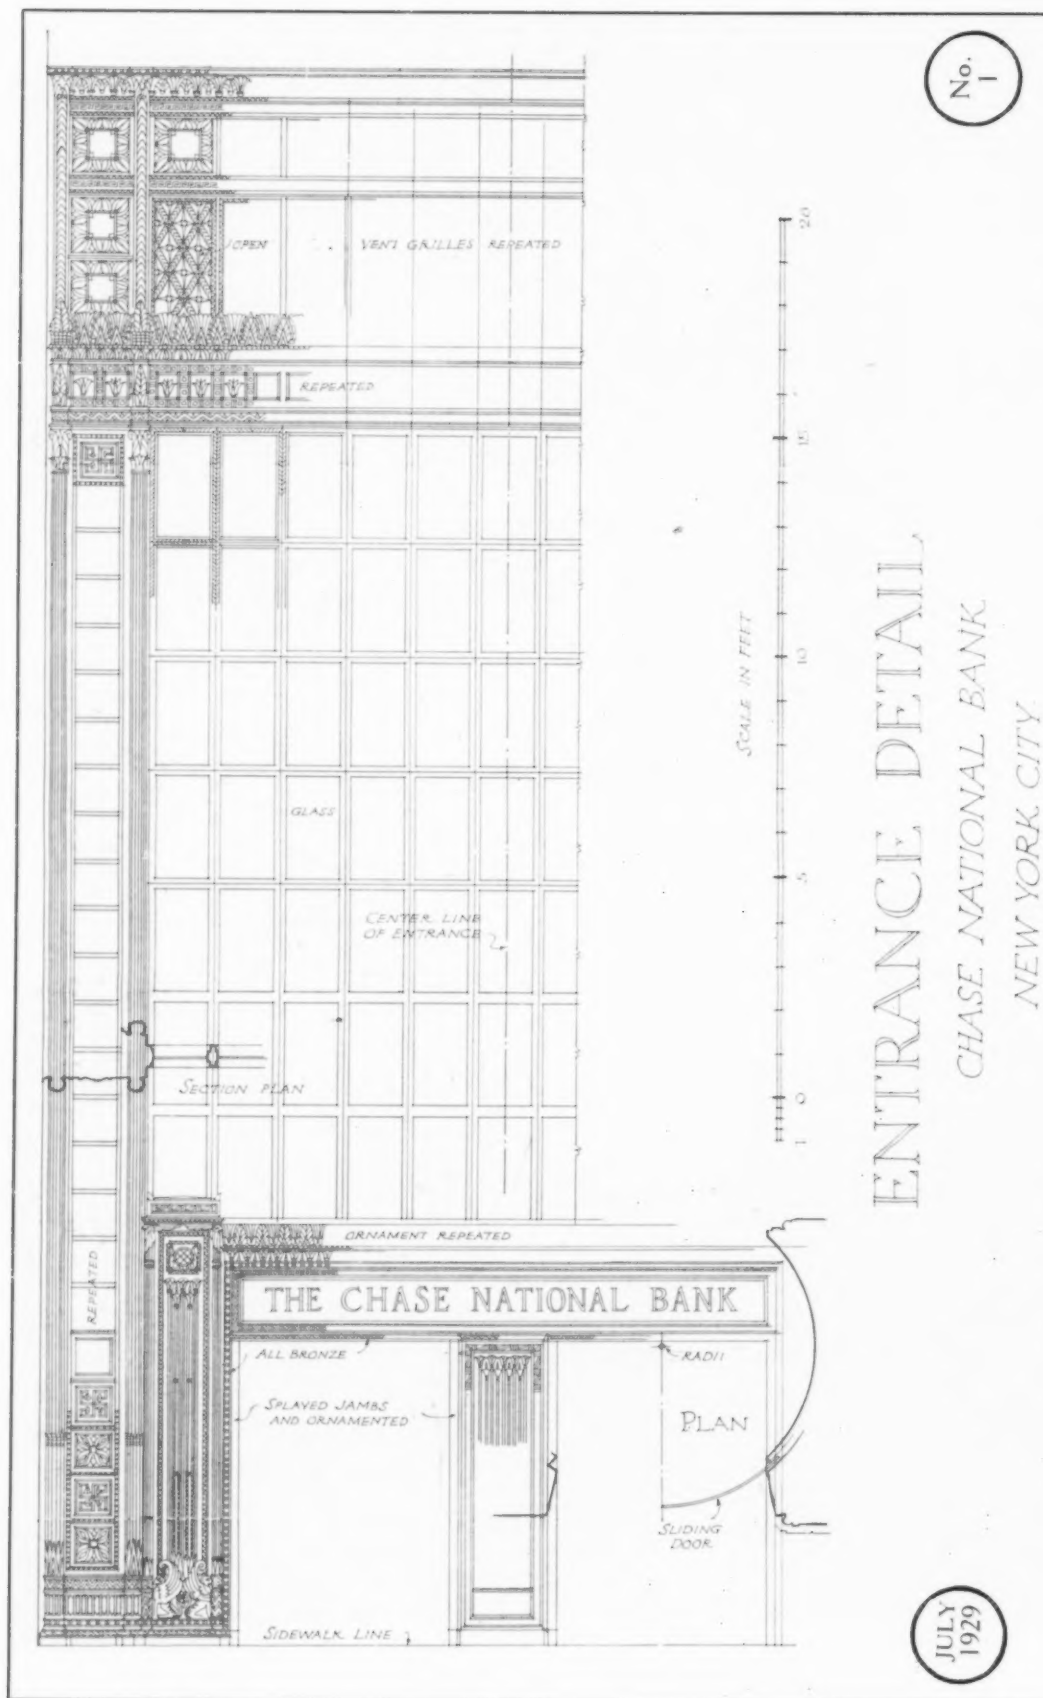 No.
1
OPEN
VENT GRILLES REPEATED
REPEATED
GLASS
CENTER LINE
OF ENTRANCE
SECTION PLAN
REPEATED
ORNAMENT REPEATED
THE CHASE NATIONAL BANK
ALL BRONZE
RADII
SPLAYED JAMBS
AND ORNAMENTED
PLAN
SLIDING
DOOR
SIDEWALK LINE
SCALE IN FEET
1 0 5 10 15 20
ENTRANCE DETAIL
CHASE NATIONAL BANK
NEW YORK CITY
JULY
1929